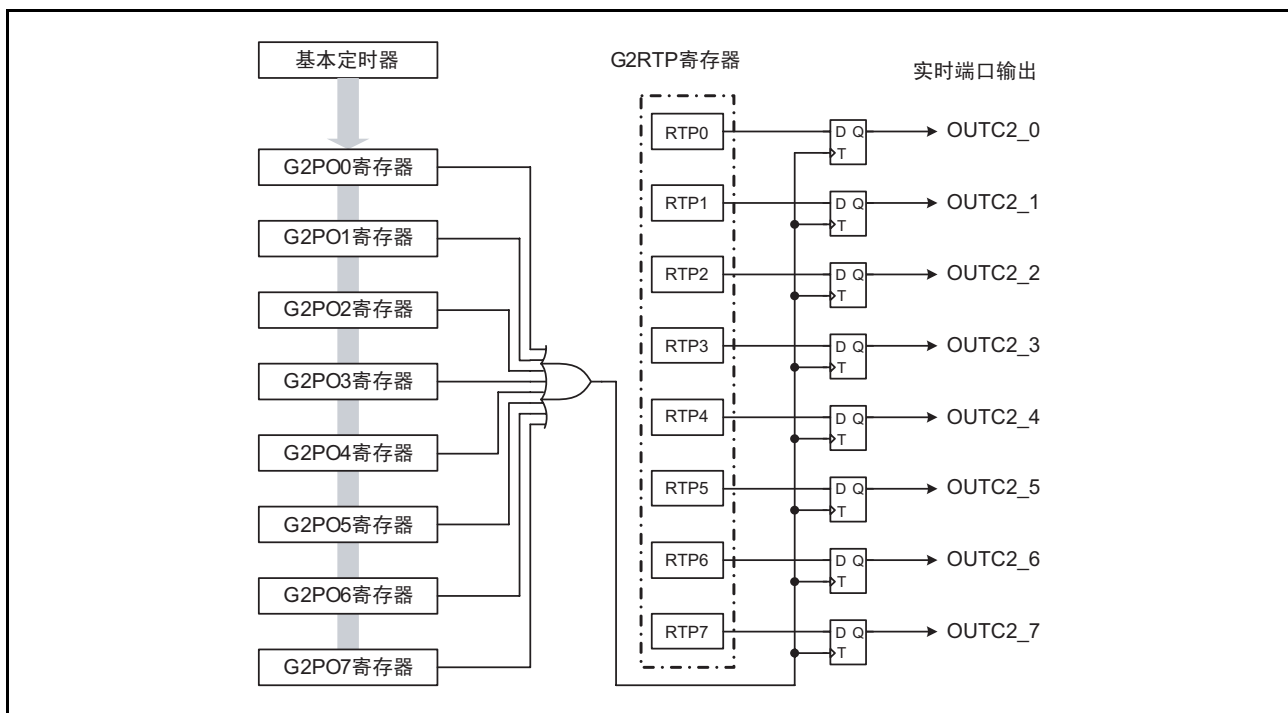 基本定时器
G2PO0寄存器
G2PO1寄存器
G2PO2寄存器
G2PO3寄存器
G2PO4寄存器
G2PO5寄存器
G2PO6寄存器
G2PO7寄存器
G2RTP寄存器
RTP0
RTP1
RTP2
RTP3
RTP4
RTP5
RTP6
RTP7
实时端口输出
D Q
T
OUTC2_0
D Q
T
OUTC2_1
D Q
T
OUTC2_2
D Q
T
OUTC2_3
D Q
T
OUTC2_4
D Q
T
OUTC2_5
D Q
T
OUTC2_6
D Q
T
OUTC2_7